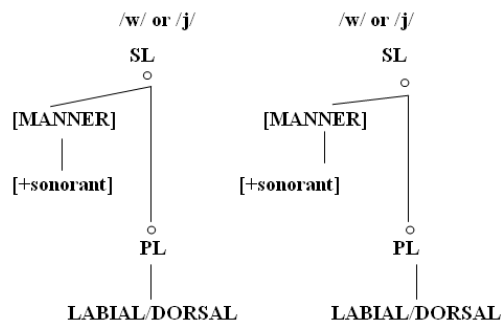 /w/ or /j/ /w/ or /j/
SL SL
[MANNER] [MANNER]
[+sonorant] [+sonorant]
PL PL
LABIAL/DORSAL LABIAL/DORSAL